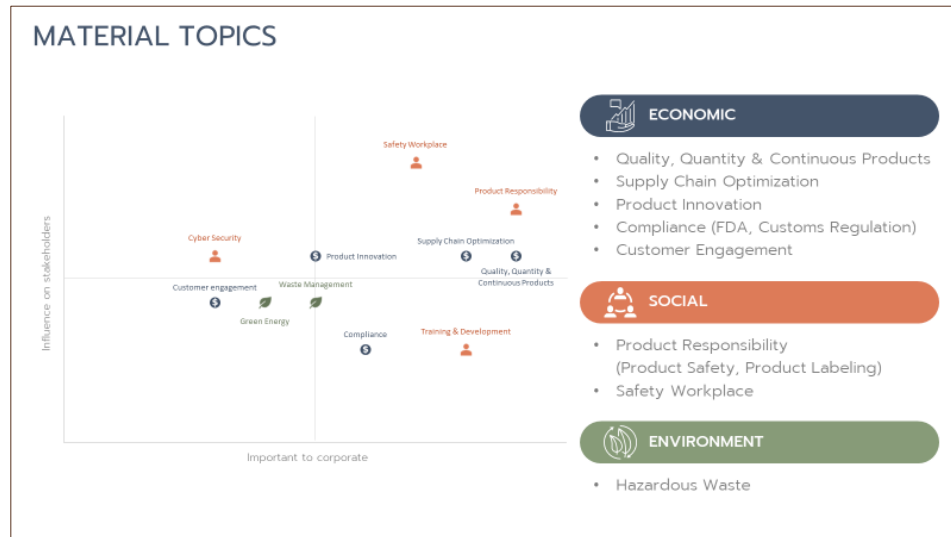 MATERIAL TOPICS
Influence on stakeholders
Safety Workplace
Product Responsibility
Cyber Security
Supply Chain Optimization
Product Innovation
Quality, Quantity &
Continuous Products
Customer engagement
Waste Management
Green Energy
Compliance
Training & Development
Important to corporate
ECONOMIC
• Quality, Quantity & Continuous Products
• Supply Chain Optimization
• Product Innovation
• Compliance (FDA, Customs Regulation)
• Customer Engagement
SOCIAL
• Product Responsibility
(Product Safety, Product Labeling)
• Safety Workplace
ENVIRONMENT
• Hazardous Waste